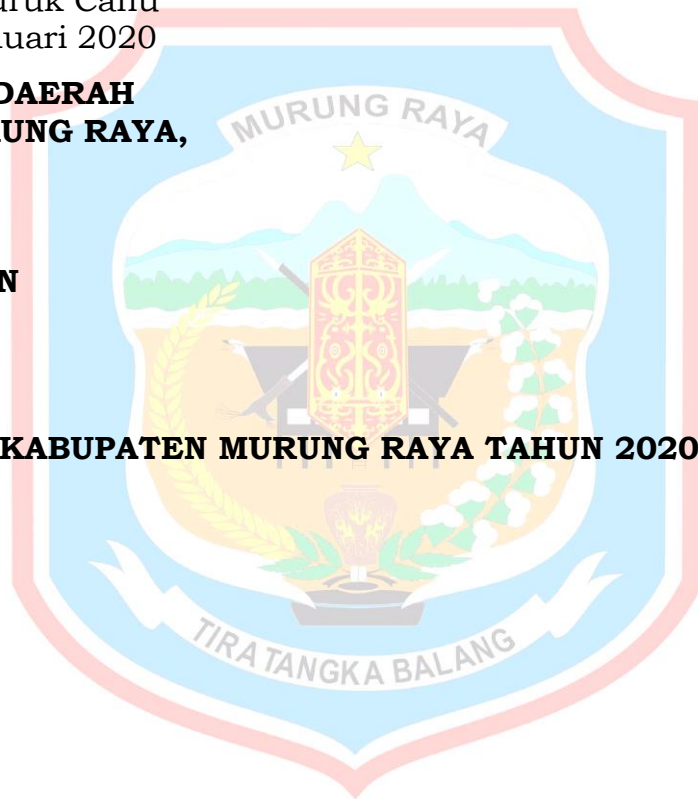 uruk Cahu
uari 2020
DAERAH
UNG RAYA,
MURUNG RAYA
N
KABUPATEN MURUNG RAYA TAHUN 2020
TIRA TANGKA BALANG